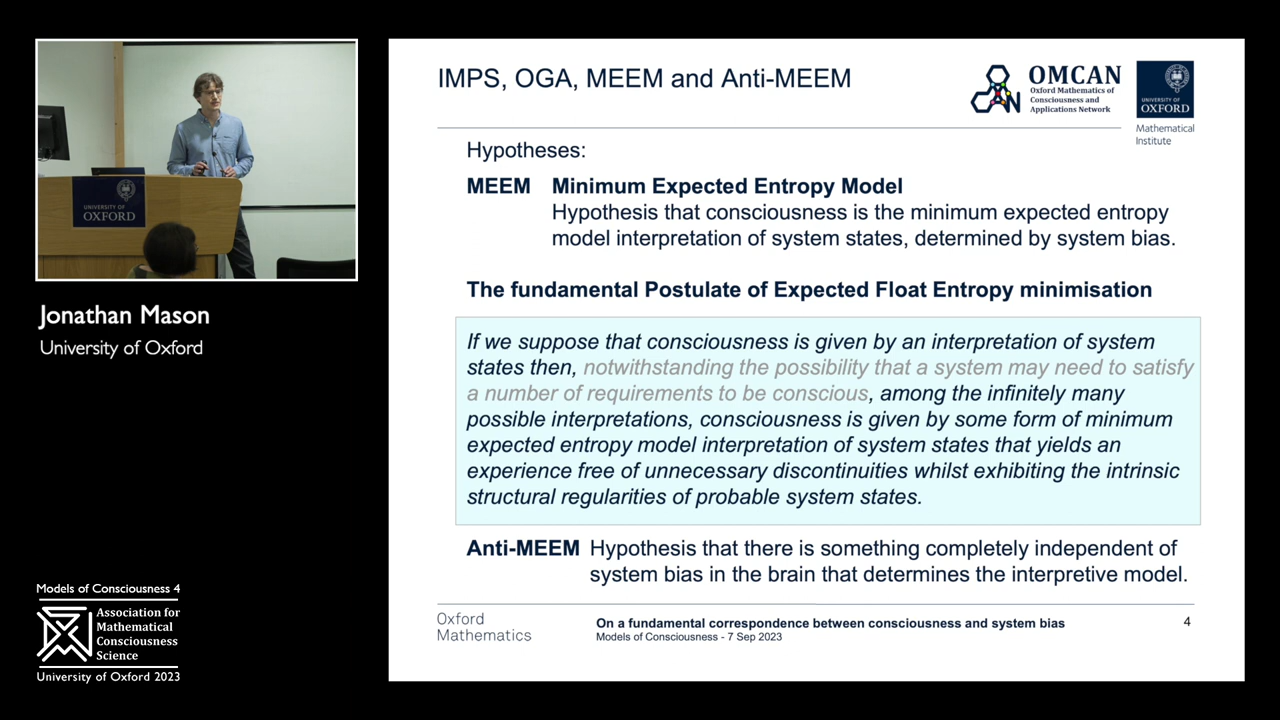 IMPS, OGA, MEEM and Anti-MEEM
OMCAN
Oxford Mathematics of
Consciousness and
Applications Network
UNIVERSITY OF
OXFORD
Mathematical
Institute
Hypotheses:
MEEM Minimum Expected Entropy Model
Hypothesis that consciousness is the minimum expected entropy
model interpretation of system states, determined by system bias.
The fundamental Postulate of Expected Float Entropy minimisation
If we suppose that consciousness is given by an interpretation of system
states then, notwithstanding the possibility that a system may need to satisfy
a number of requirements to be conscious, among the infinitely many
possible interpretations, consciousness is given by some form of minimum
expected entropy model interpretation of system states that yields an
experience free of unnecessary discontinuities whilst exhibiting the intrinsic
structural regularities of probable system states.
Anti-MEEM Hypothesis that there is something completely independent of
system bias in the brain that determines the interpretive model.
Oxford
Mathematics
On a fundamental correspondence between consciousness and system bias
Models of Consciousness - 7 Sep 2023
4
UNIVERSITY OF
OXFORD
Jonathan Mason
University of Oxford
Models of Consciousness 4
Association for
Mathematical
Consciousness
Science
University of Oxford 2023